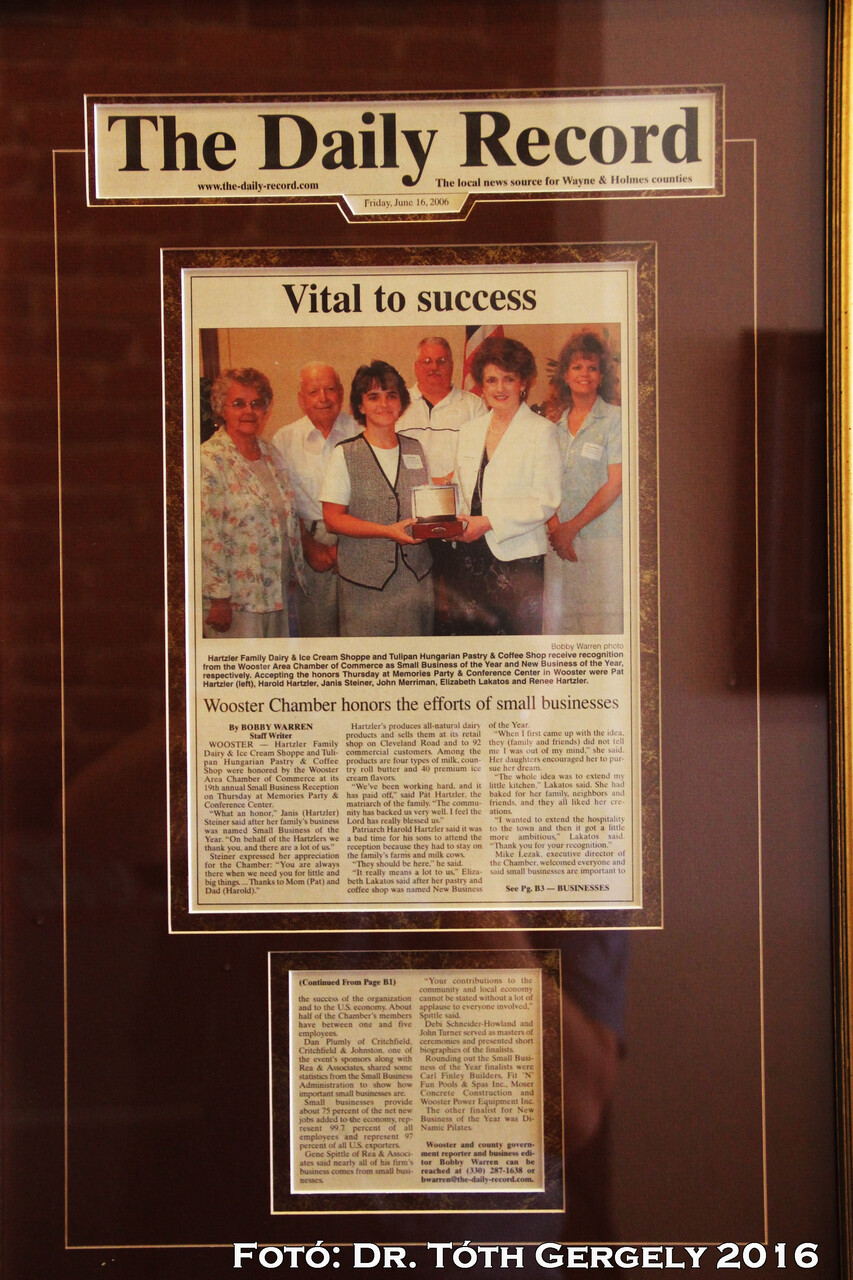 The Daily Record
www.the-daily-record.com
The local news source for Wayne & Holmes counties
Friday, June 16, 2006
Vital to success
Bobby Warren photo
Hartzler Family Dairy & Ice Cream Shoppe and Tulipan Hungarian Pastry & Coffee Shop receive recognition
from the Wooster Area Chamber of Commerce as Small Business of the Year and New Business of the Year,
respectively. Accepting the honors Thursday at Memories Party & Conference Center in Wooster were Pat
Hartzler (left), Harold Hartzler, Janis Steiner, John Merriman, Elizabeth Lakatos and Renee Hartzler.
Wooster Chamber honors the efforts of small businesses
By BOBBY WARREN
Staff Writer
WOOSTER — Hartzler Family
Dairy & Ice Cream Shoppe and Tuli-
pan Hungarian Pastry & Coffee
Shop were honored by the Wooster
Area Chamber of Commerce at its
19th annual Small Business Reception
on Thursday at Memories Party &
Conference Center.
"What an honor," Janis (Hartzler)
Steiner said after her family's business
was named Small Business of the
Year. "On behalf of the Hartzlers we
thank you, and there are a lot of us."
Steiner expressed her appreciation
for the Chamber: "You are always
there when we need you for little and
big things. ... Thanks to Mom (Pat) and
Dad (Harold)."
Hartzler's produces all-natural dairy
products and sells them at its retail
shop on Cleveland Road and to 92
commercial customers. Among the
products are four types of milk, coun-
try roll butter and 40 premium ice
cream flavors.
"We've been working hard, and it
has paid off," said Pat Hartzler, the
matriarch of the family. "The commu-
nity has backed us very well. I feel the
Lord has really blessed us."
Patriarch Harold Hartzler said it was
a bad time for his sons to attend the
reception because they had to stay on
the family's farms and milk cows.
"They should be here," he said.
"It really means a lot to us," Eliza-
beth Lakatos said after her pastry and
coffee shop was named New Business
of the Year.
"When I first came up with the idea,
they (family and friends) did not tell
me I was out of my mind," she said.
Her daughters encouraged her to pur-
sue her dream.
"The whole idea was to extend my
little kitchen," Lakatos said. She had
baked for her family, neighbors and
friends, and they all liked her cre-
ations.
"I wanted to extend the hospitality
to the town and then it got a little
more ambitious," Lakatos said.
"Thank you for your recognition."
Mike Lezak, executive director of
the Chamber, welcomed everyone and
said small businesses are important to
See Pg. B3 — BUSINESSES
(Continued From Page B1)
the success of the organization
and to the U.S. economy. About
half of the Chamber's members
have between one and five
employees.
Dan Plumly of Critchfield,
Critchfield & Johnston, one of
the event's sponsors along with
Rea & Associates, shared some
statistics from the Small Business
Administration to show how
important small businesses are.
Small businesses provide
about 75 percent of the net new
jobs added to the economy, rep-
resent 99.7 percent of all
employees and represent 97
percent of all U.S. exporters.
Gene Spittle of Rea & Associ-
ates said nearly all of his firm's
business comes from small busi-
nesses.
"Your contributions to the
community and local economy
cannot be stated without a lot of
applause to everyone involved,"
Spittle said.
Debi Schneider-Howland and
John Turner served as masters of
ceremonies and presented short
biographies of the finalists.
Rounding out the Small Busi-
ness of the Year finalists were
Carl Finley Builders, Fit 'N'
Fun Pools & Spas Inc., Moser
Concrete Construction and
Wooster Power Equipment Inc.
The other finalist for New
Business of the Year was Di-
Namic Pilates.
Wooster and county govern-
ment reporter and business edi-
tor Bobby Warren can be
reached at (330) 287-1638 or
bwarren@the-daily-record.com.
Fotó: Dr. Tóth Gergely 2016